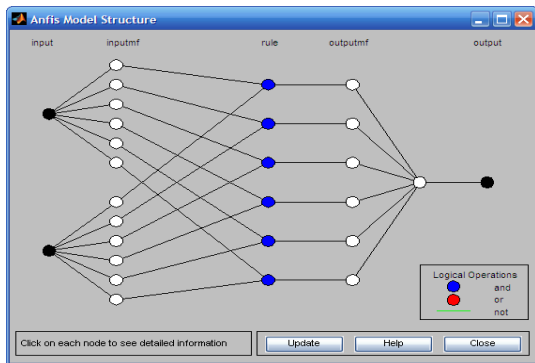 Anfis Model Structure
input inputmf rule outputmf output
Logical Operations
and
or
not
Click on each node to see detailed information
Update Help Close